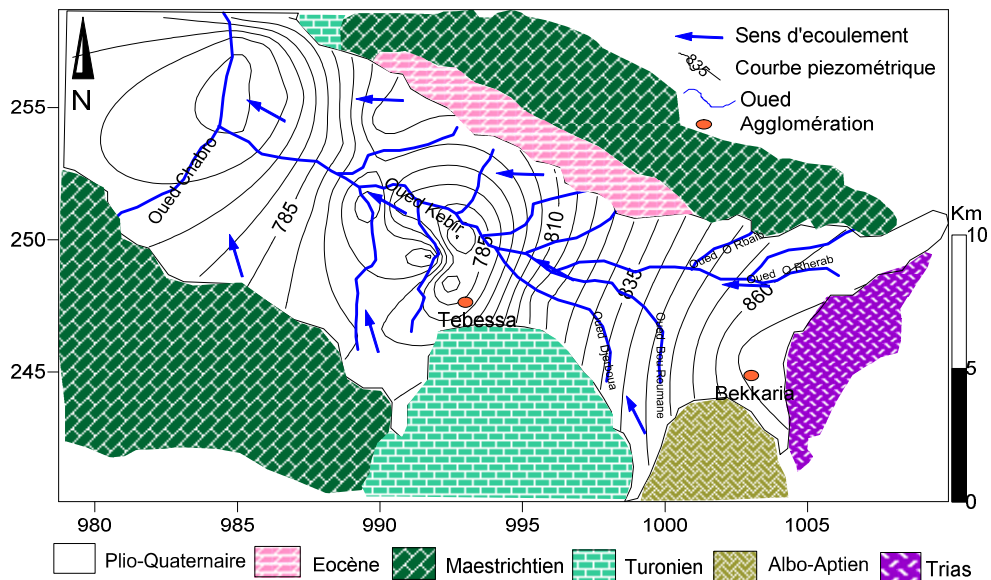 Sens d'ecoulement
835
Courbe piezométrique
Oued
Agglomération
N
255
250
245
Km
10
5
0
Oued Chabro
785
Oued Kebir
785
810
835
860
Oued O Rbaib
Oued O Rherab
Oued Djeboua
Oued Bou Roumane
Tebessa
Bekkaria
980
985
990
995
1000
1005
Plio-Quaternaire
Eocène
Maestrichtien
Turonien
Albo-Aptien
Trias